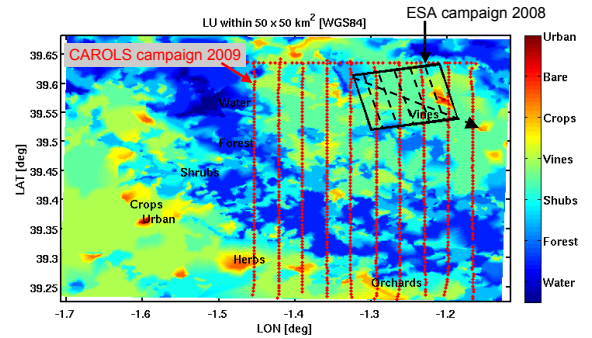 ESA campaign 2008
LU within 50 x 50 km² [WGS84]
CAROLS campaign 2009
39.65
39.6
39.55
39.5
39.45
39.4
39.35
39.3
39.25
LAT [deg]
Water
Forest
Shrubs
Crops
Urban
Herbs
Orchards
Vines
-1.7
-1.6
-1.5
-1.4
-1.3
-1.2
LON [deg]
Urban
Bare
Crops
Vines
Shubs
Forest
Water